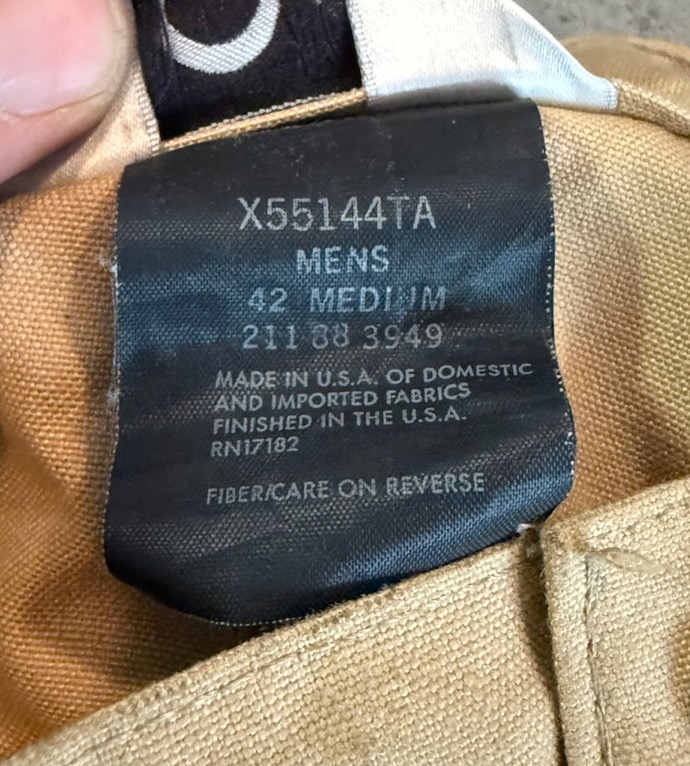 X55144TA
MENS
42 MEDIUM
211 88 3949
MADE IN U.S.A. OF DOMESTIC
AND IMPORTED FABRICS
FINISHED IN THE U.S.A.
RN17182
FIBER/CARE ON REVERSE